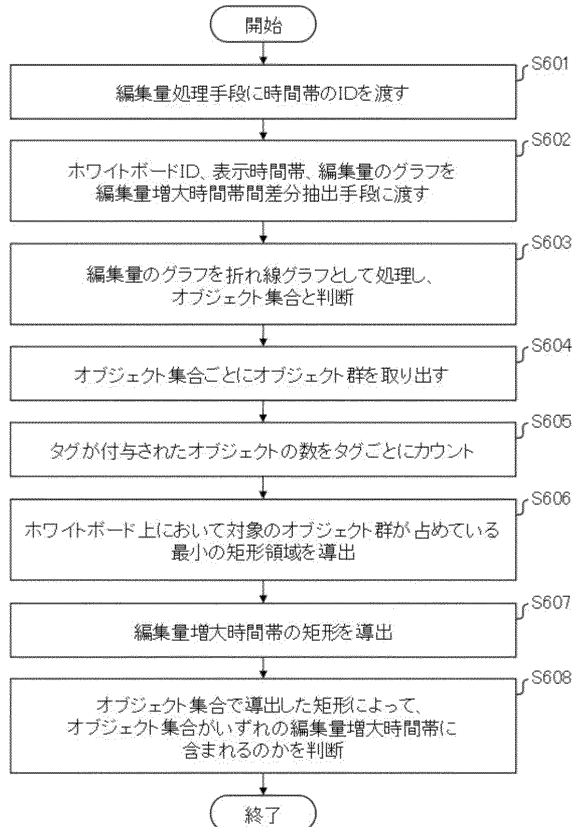 開始
S601
編集量処理手段に時間帯のIDを渡す
S602
ホワイトボードID、表示時間帯、編集量のグラフを
編集量増大時間帯間差分抽出手段に渡す
S603
編集量のグラフを折れ線グラフとして処理し、
オブジェクト集合と判断
S604
オブジェクト集合ごとにオブジェクト群を取り出す
S605
タグが付与されたオブジェクトの数をタグごとにカウント
S606
ホワイトボード上において対象のオブジェクト群が占めている
最小の矩形領域を導出
S607
編集量増大時間帯の矩形を導出
S608
オブジェクト集合で導出した矩形によって、
オブジェクト集合がいずれの編集量増大時間帯に
含まれるのかを判断
終了